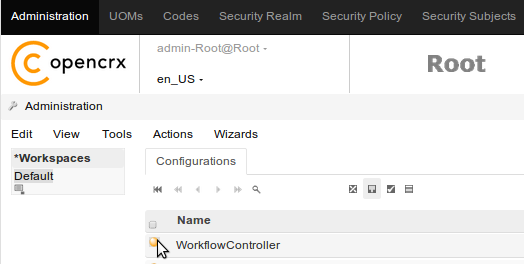 Administration UOMs Codes Security Realm Security Policy Security Subjects
opencrx
admin-Root@Root
en_US
Root
Administration
Edit View Tools Actions Wizards
*Workspaces
Default
Configurations
Name
WorkflowController